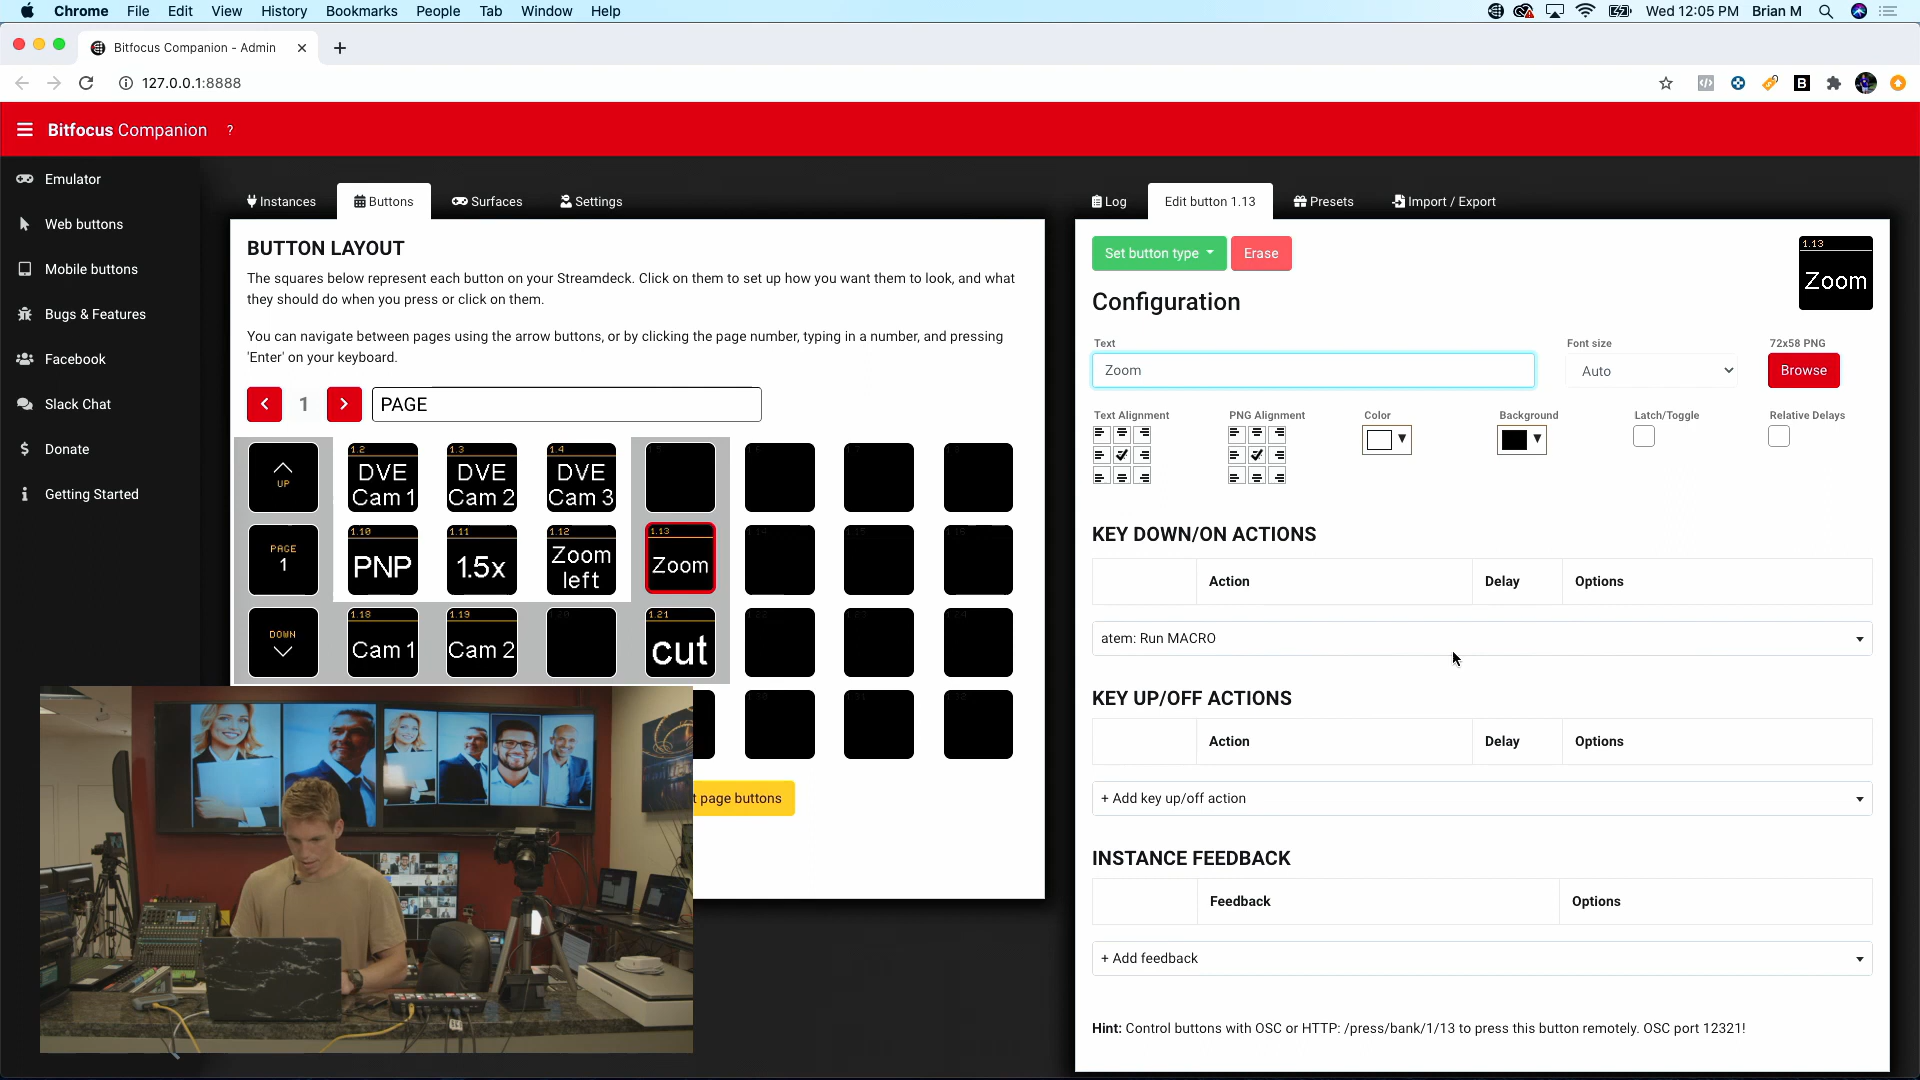 Chrome File Edit View History Bookmarks People Tab Window Help Wed 12:05 PM Brian M
Bitfocus Companion - Admin
127.0.0.1:8888
Bitfocus Companion ?
Emulator
Web buttons
Mobile buttons
Bugs & Features
Facebook
Slack Chat
Donate
Getting Started
Instances Buttons Surfaces Settings
BUTTON LAYOUT
The squares below represent each button on your Streamdeck. Click on them to set up how you want them to look, and what
they should do when you press or click on them.
You can navigate between pages using the arrow buttons, or by clicking the page number, typing in a number, and pressing
'Enter' on your keyboard.
1 PAGE
UP
1.2
DVE
Cam 1
1.3
DVE
Cam 2
1.4
DVE
Cam 3
PAGE
1
1.10
PNP
1.11
1.5x
1.12
Zoom
left
1.13
Zoom
DOWN
1.18
Cam 1
1.19
Cam 2
1.21
cut
t page buttons
Log Edit button 1.13 Presets Import / Export
Set button type Erase
1.13
Zoom
Configuration
Text Font size 72x58 PNG
Zoom Auto Browse
Text Alignment PNG Alignment Color Background Latch/Toggle Relative Delays
KEY DOWN/ON ACTIONS
Action Delay Options
atem: Run MACRO
KEY UP/OFF ACTIONS
Action Delay Options
+ Add key up/off action
INSTANCE FEEDBACK
Feedback Options
+ Add feedback
Hint: Control buttons with OSC or HTTP: /press/bank/1/13 to press this button remotely. OSC port 12321!